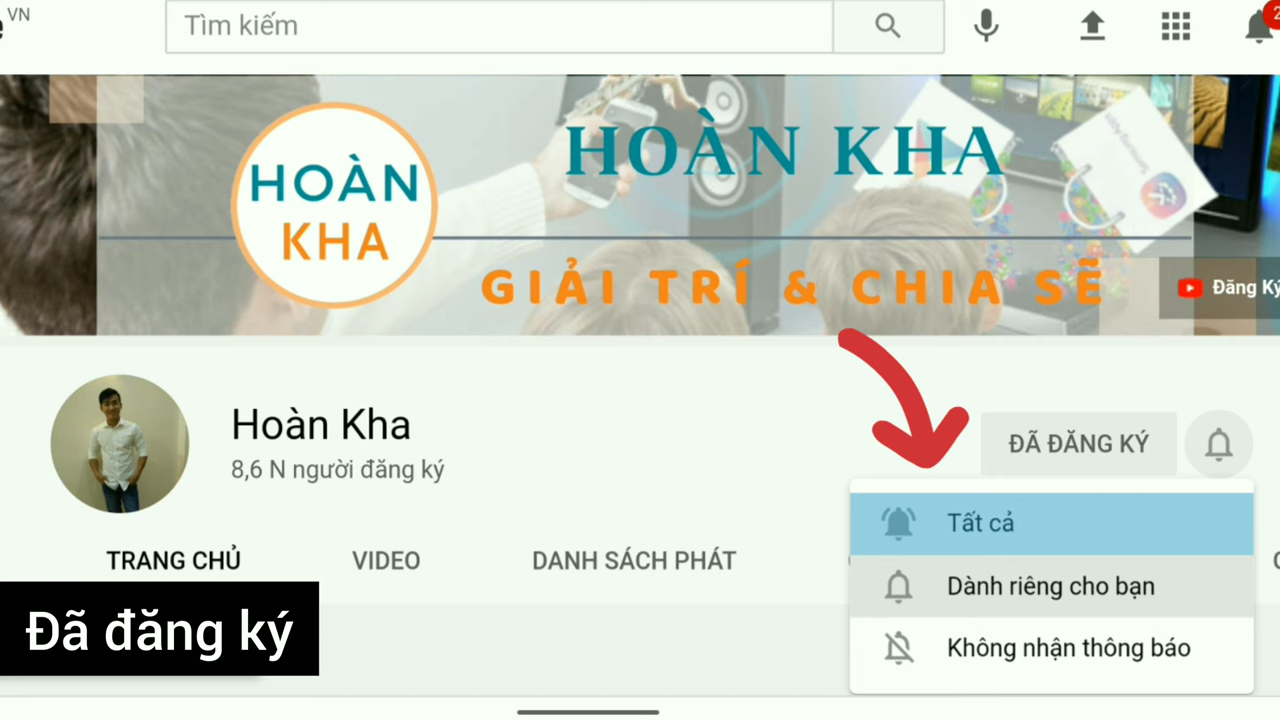 VN
Tìm kiếm
2
HOÀN
KHA
HOÀN KHA
GIẢI TRÍ & CHIA SẼ
Đăng Ký
Hoàn Kha
8,6 N người đăng ký
ĐÃ ĐĂNG KÝ
TRANG CHỦ
VIDEO
DANH SÁCH PHÁT
Tất cả
Dành riêng cho bạn
Không nhận thông báo
Đã đăng ký